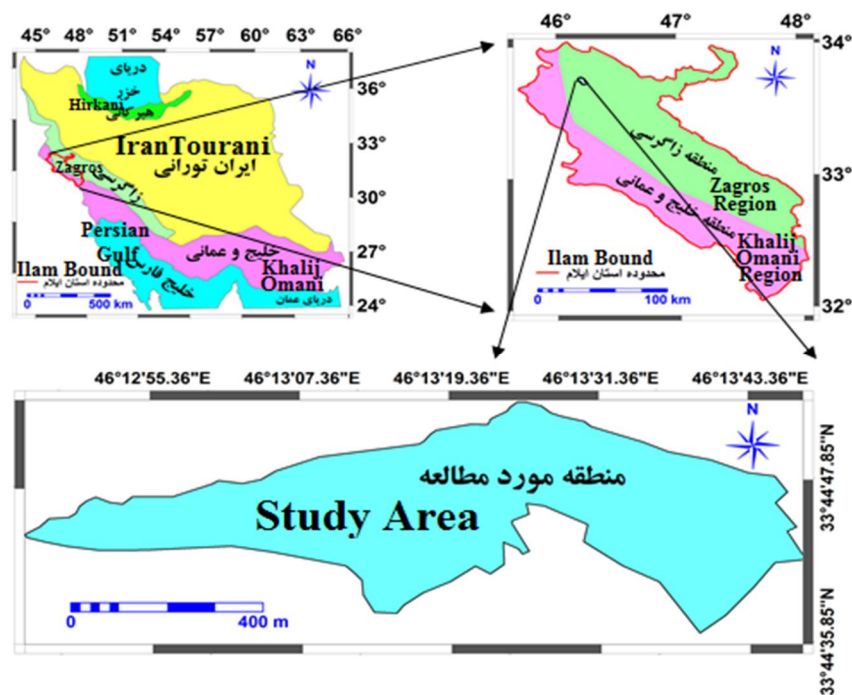 45° 48° 51° 54° 57° 60° 63° 66°
N
دریای
خزر
Hirkani
هیرکانی
IranTourani
ایران تورانی
Zagros
زاگرسی
Persian
Gulf
خلیج فارس
خلیج و عمانی
Khalij
Omani
دریای عمان
Ilam Bound
محدوده استان ایلام
0 500 km
36°
33°
30°
27°
24°
46° 47° 48°
N
34°
33°
32°
منطقه زاگرسی
Zagros
Region
منطقه خلیج و عمانی
Khalij
Omani
Region
Ilam Bound
محدوده استان ایلام
0 100 km
46°12'55.36"E 46°13'07.36"E 46°13'19.36"E 46°13'31.36"E 46°13'43.36"E
N
منطقه مورد مطالعه
Study Area
0 400 m
33°44'47.85"N
33°44'35.85"N